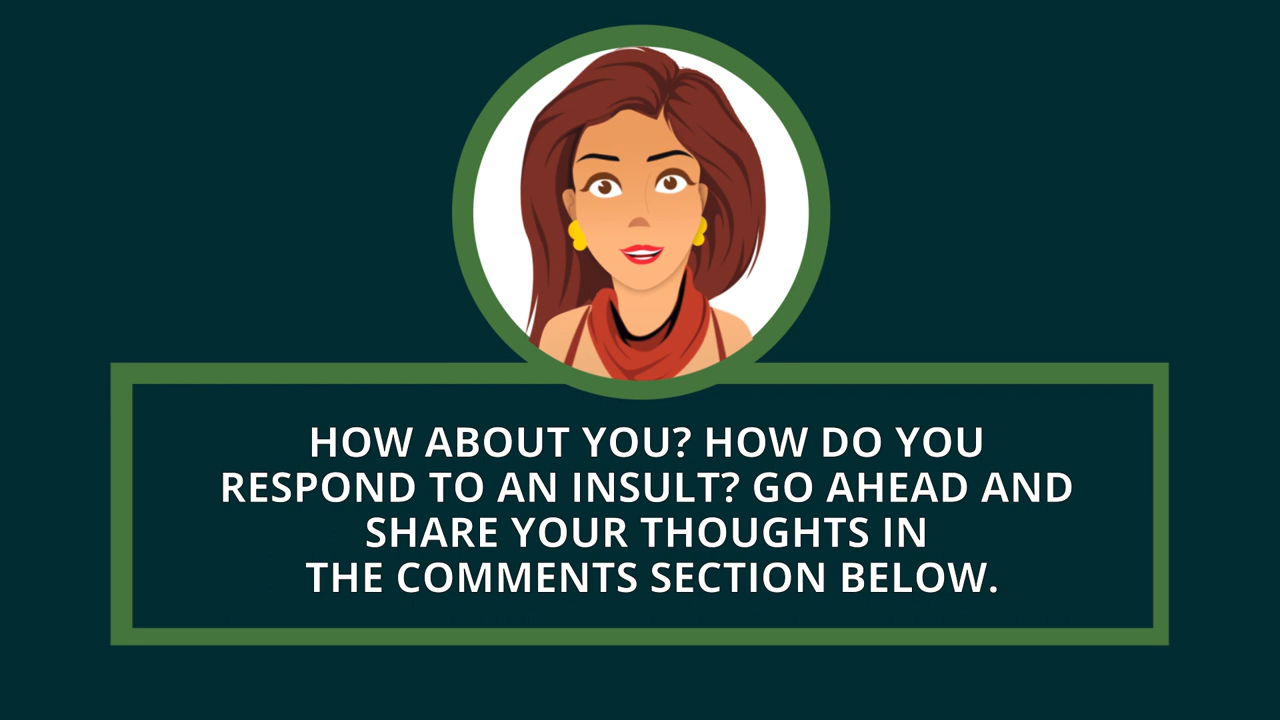 HOW ABOUT YOU? HOW DO YOU
RESPOND TO AN INSULT? GO AHEAD AND
SHARE YOUR THOUGHTS IN
THE COMMENTS SECTION BELOW.